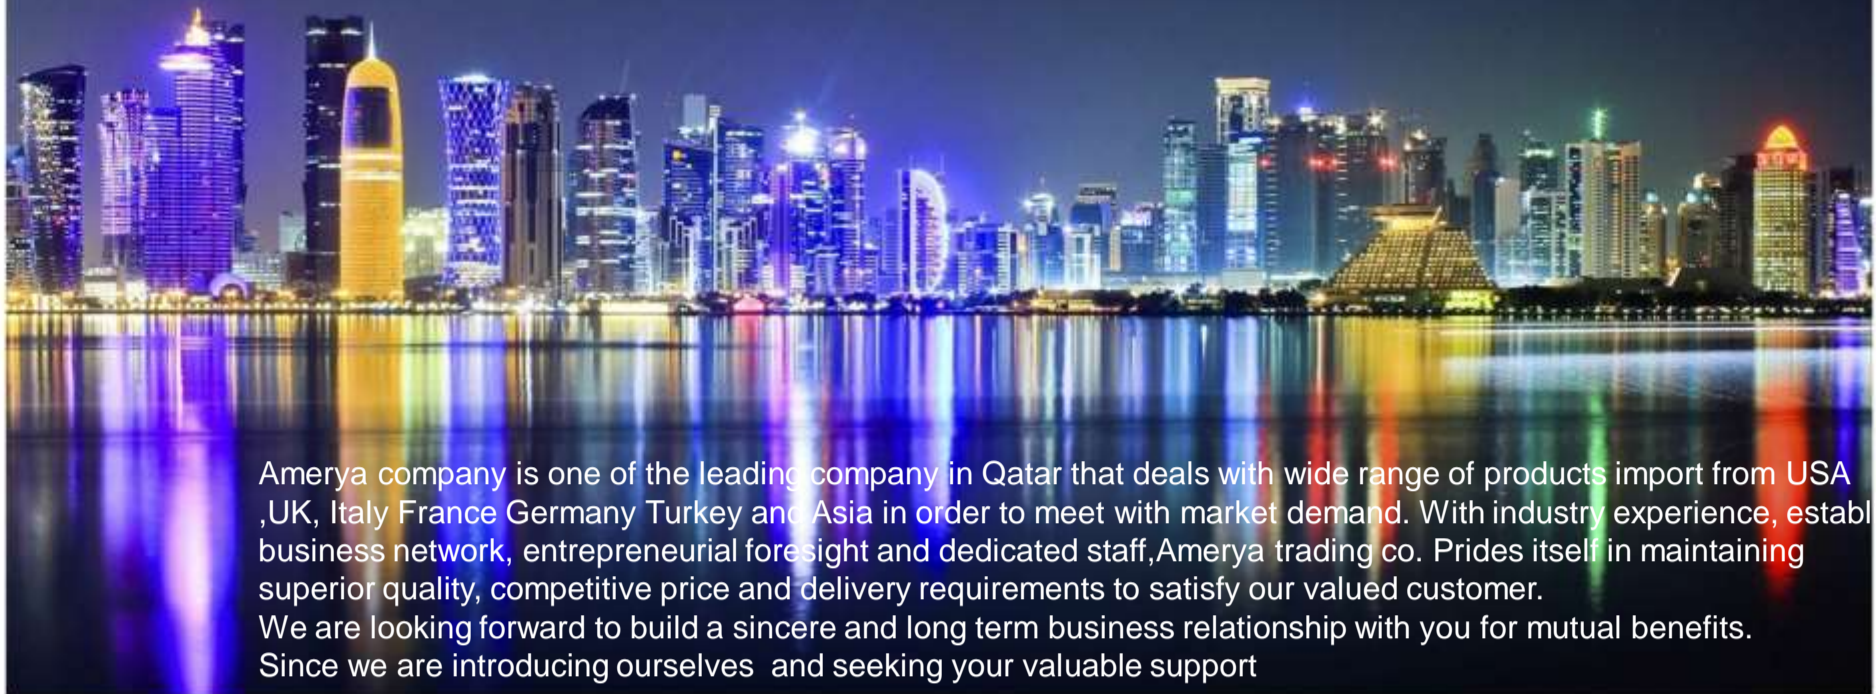 Amerya company is one of the leading company in Qatar that deals with wide range of products import from USA
,UK, Italy France Germany Turkey and Asia in order to meet with market demand. With industry experience,
business network, entrepreneurial foresight and dedicated staff,Amerya trading co. Prides itself in maintaining
superior quality, competitive price and delivery requirements to satisfy our valued customer.
We are looking forward to build a sincere and long term business relationship with you for mutual benefits.
Since we are introducing ourselves and seeking your valuable support